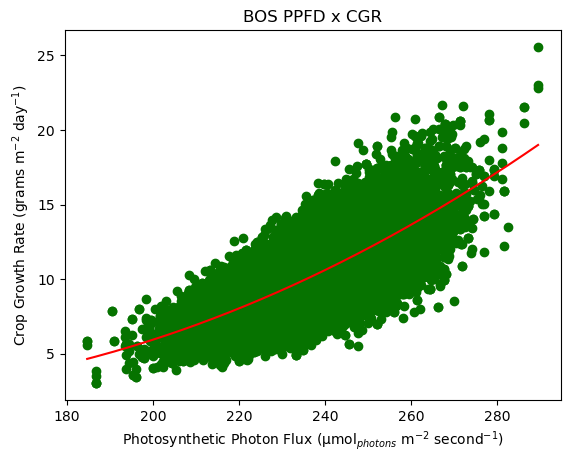 BOS PPFD x CGR
25
20
15
10
5
Crop Growth Rate (grams m⁻² day⁻¹)
180 200 220 240 260 280
Photosynthetic Photon Flux (μmol_photons m⁻² second⁻¹)